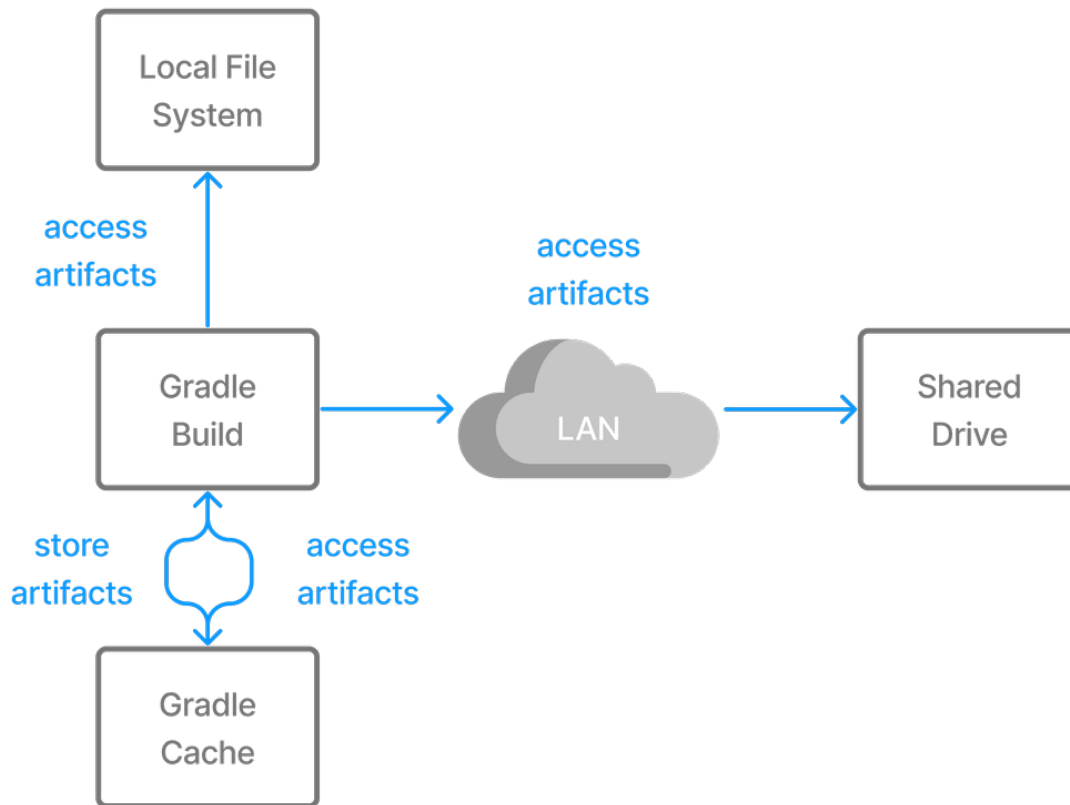 Local File
System
access
artifacts
access
artifacts
Gradle
Build
LAN
Shared
Drive
store
artifacts
access
artifacts
Gradle
Cache